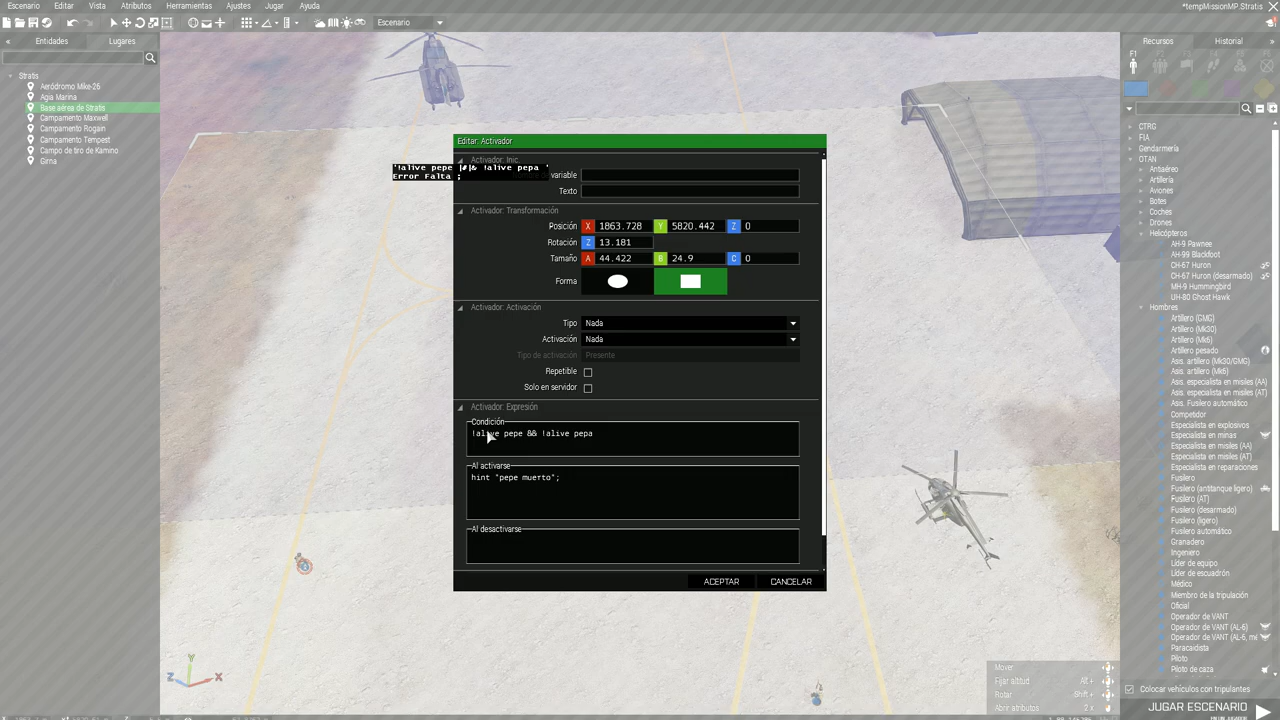 Escenario Editar Vista Atributos Herramientas Ajustes Jugar Ayuda
*tempMissionMP.Stratis
Escenario
Entidades Lugares
Stratis
Aeródromo Mike-26
Agia Marina
Base aérea de Stratis
Campamento Maxwell
Campamento Rogain
Campamento Tempest
Campo de tiro de Kamino
Girna
Editar: Activador
Activador: Inic.
'!alive pepe |#|&& !alive pepa '
Error Falta ;
variable
Texto
Activador: Transformación
Posición X 1863.728 Y 5820.442 Z 0
Rotación Z 13.181
Tamaño A 44.422 B 24.9 C 0
Forma
Activador: Activación
Tipo Nada
Activación Nada
Tipo de activación Presente
Repetible
Solo en servidor
Activador: Expresión
Condición
!alive pepe && !alive pepa
Al activarse
hint "pepe muerto";
Al desactivarse
ACEPTAR CANCELAR
Recursos Historial
F1
CTRG
FIA
Gendarmería
OTAN
Antiaéreo
Artillería
Aviones
Botes
Coches
Drones
Helicópteros
AH-9 Pawnee
AH-99 Blackfoot
CH-67 Huron
CH-67 Huron (desarmado)
MH-9 Hummingbird
UH-80 Ghost Hawk
Hombres
Artillero (GMG)
Artillero (Mk30)
Artillero (Mk6)
Artillero pesado
Asis. artillero (Mk30/GMG)
Asis. artillero (Mk6)
Asis. especialista en misiles (AA)
Asis. especialista en misiles (AT)
Asis. Fusilero automático
Competidor
Especialista en explosivos
Especialista en minas
Especialista en misiles (AA)
Especialista en misiles (AT)
Especialista en reparaciones
Fusilero
Fusilero (antitanque ligero)
Fusilero (AT)
Fusilero (desarmado)
Fusilero (ligero)
Fusilero automático
Granadero
Ingeniero
Líder de equipo
Líder de escuadrón
Médico
Miembro de la tripulación
Oficial
Operador de VANT
Operador de VANT (AL-6)
Operador de VANT (AL-6, me
Paracaidista
Piloto
Piloto de caza
Colocar vehículos con tripulantes
JUGAR ESCENARIO
Mover
Fijar altitud Alt +
Rotar Shift +
Abrir atributos 2 x
X
Y
Z